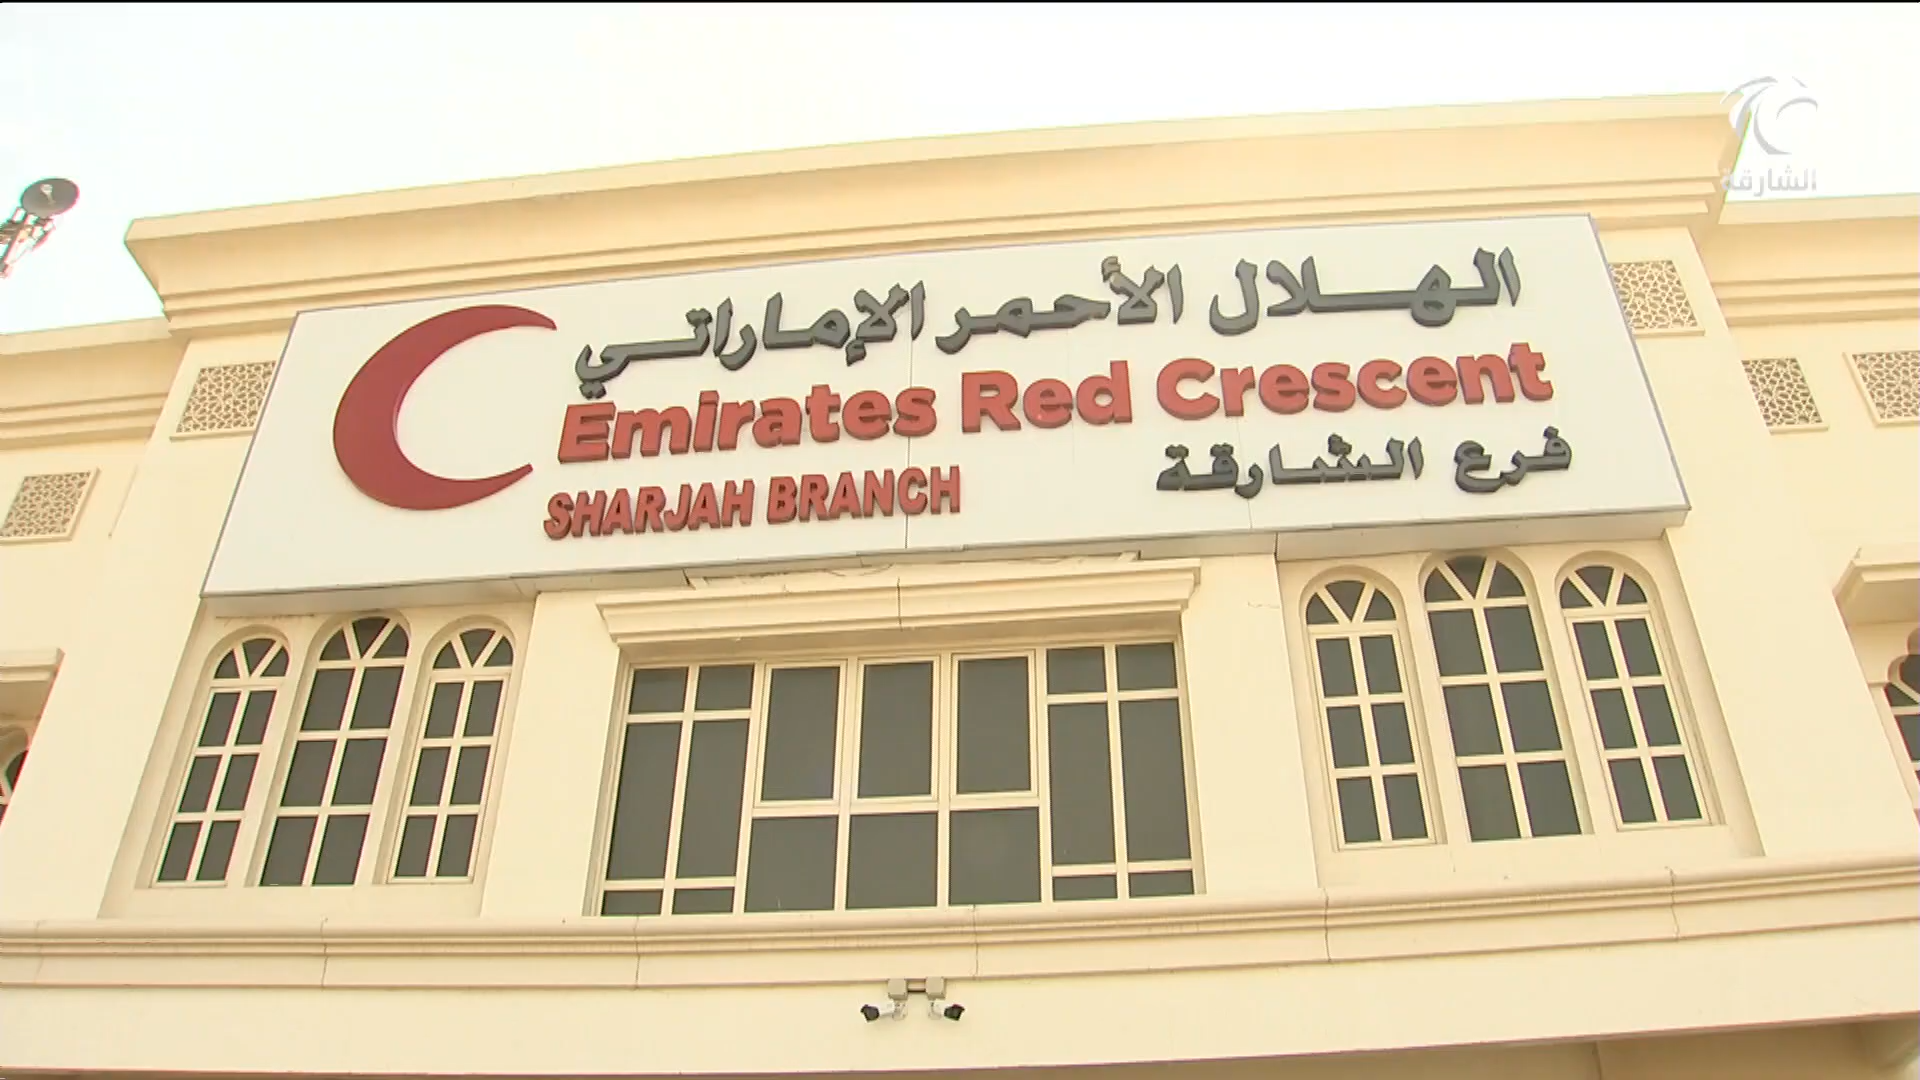 الشارقة
الهلال الأحمر الإماراتي
Emirates Red Crescent
فرع الشارقة
SHARJAH BRANCH